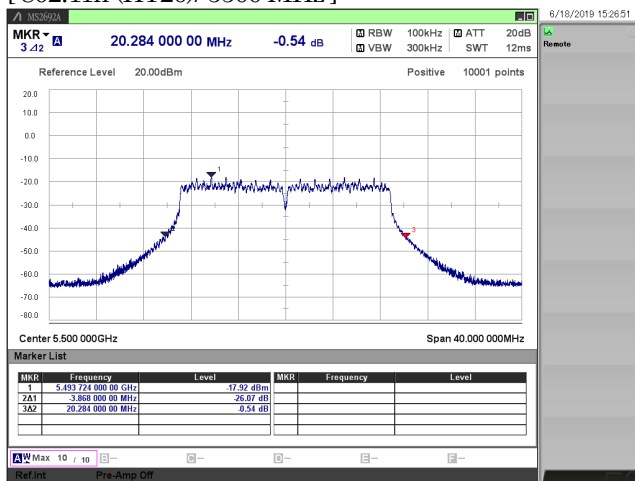 [ 802.11n (HT20), 5500 MHz ]
MS2692A
6/18/2019 15:26:51
MKR A 20.284 000 00 MHz -0.54 dB
3 Δ2
A RBW 100kHz A ATT 20dB
A VBW 300kHz SWT 12ms
Remote
Reference Level 20.00dBm Positive 10001 points
20.0
10.0
0.0
-10.0
-20.0
-30.0
-40.0
-50.0
-60.0
-70.0
-80.0
1
2
3
Center 5.500 000GHz Span 40.000 000MHz
Marker List
MKR Frequency Level MKR Frequency Level
1 5.493 724 000 00 GHz -17.92 dBm
2Δ1 -3.868 000 00 MHz -26.07 dB
3Δ2 20.284 000 00 MHz -0.54 dB
A W Max 10 / 10 B-- C-- D-- E-- F--
Ref.Int Pre-Amp Off